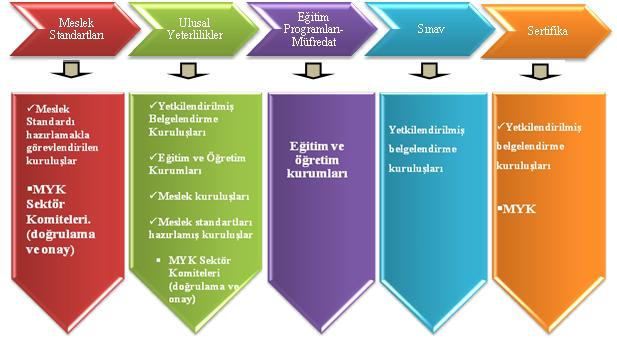 Meslek
Standartları
Ulusal
Yeterlilikler
Eğitim
Programları-
Müfredat
Sınav
Sertifika
✓Meslek
Standardı
hazırlamakla
görevlendirilen
kuruluşlar
▪MYK
Sektör
Komiteleri.
(doğrulama
ve onay)
✓Yetkilendirilmiş
Belgelendirme
Kuruluşları
✓Eğitim ve Öğretim
Kurumları
✓Meslek kuruluşları
✓Meslek standartları
hazırlamış kuruluşlar
▪ MYK Sektör
Komiteleri
(doğrulama ve
onay)
Eğitim ve
öğretim
kurumları
Yetkilendirilmiş
belgelendirme
kuruluşları
✓Yetkilendirilmiş
belgelendirme
kuruluşları
▪MYK